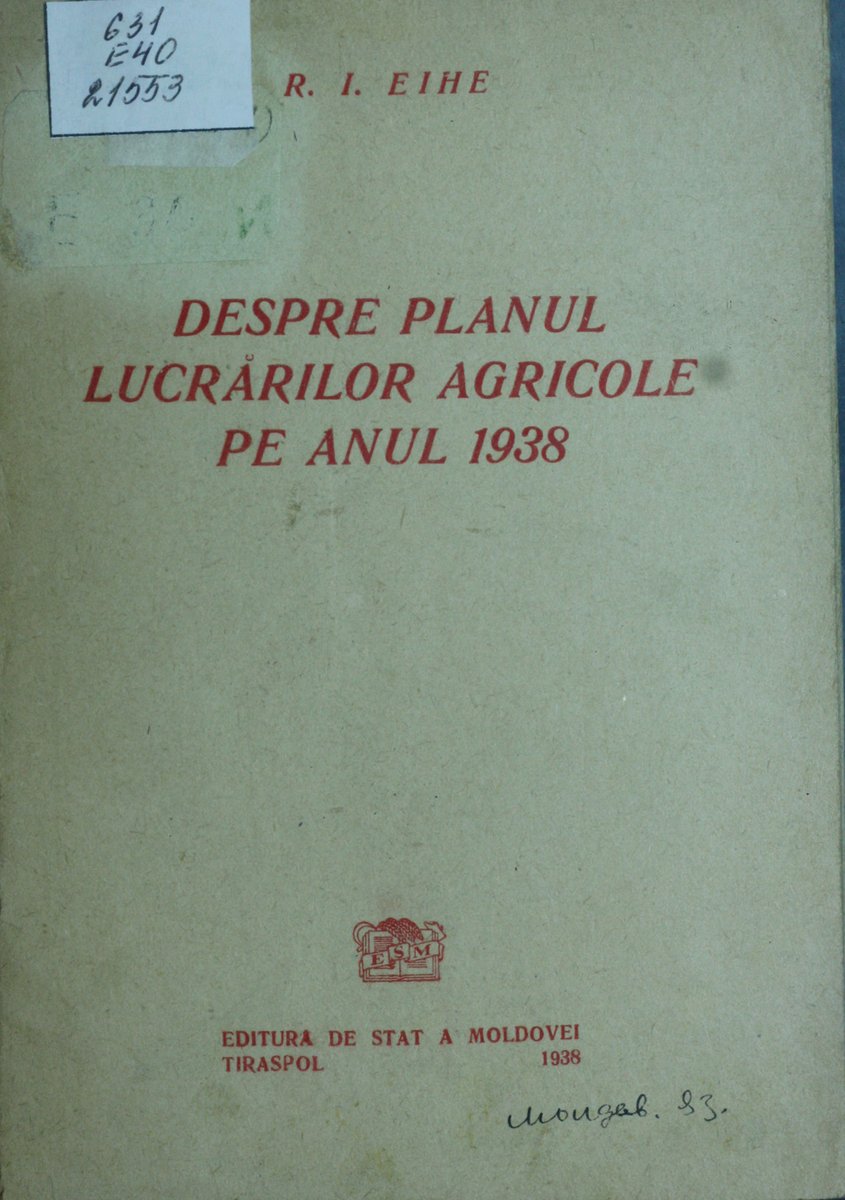 631
E40
21553
R. I. EIHE
DESPRE PLANUL
LUCRĂRILOR AGRICOLE
PE ANUL 1938
ESM
EDITURA DE STAT A MOLDOVEI
TIRASPOL 1938
Молдав. яз.